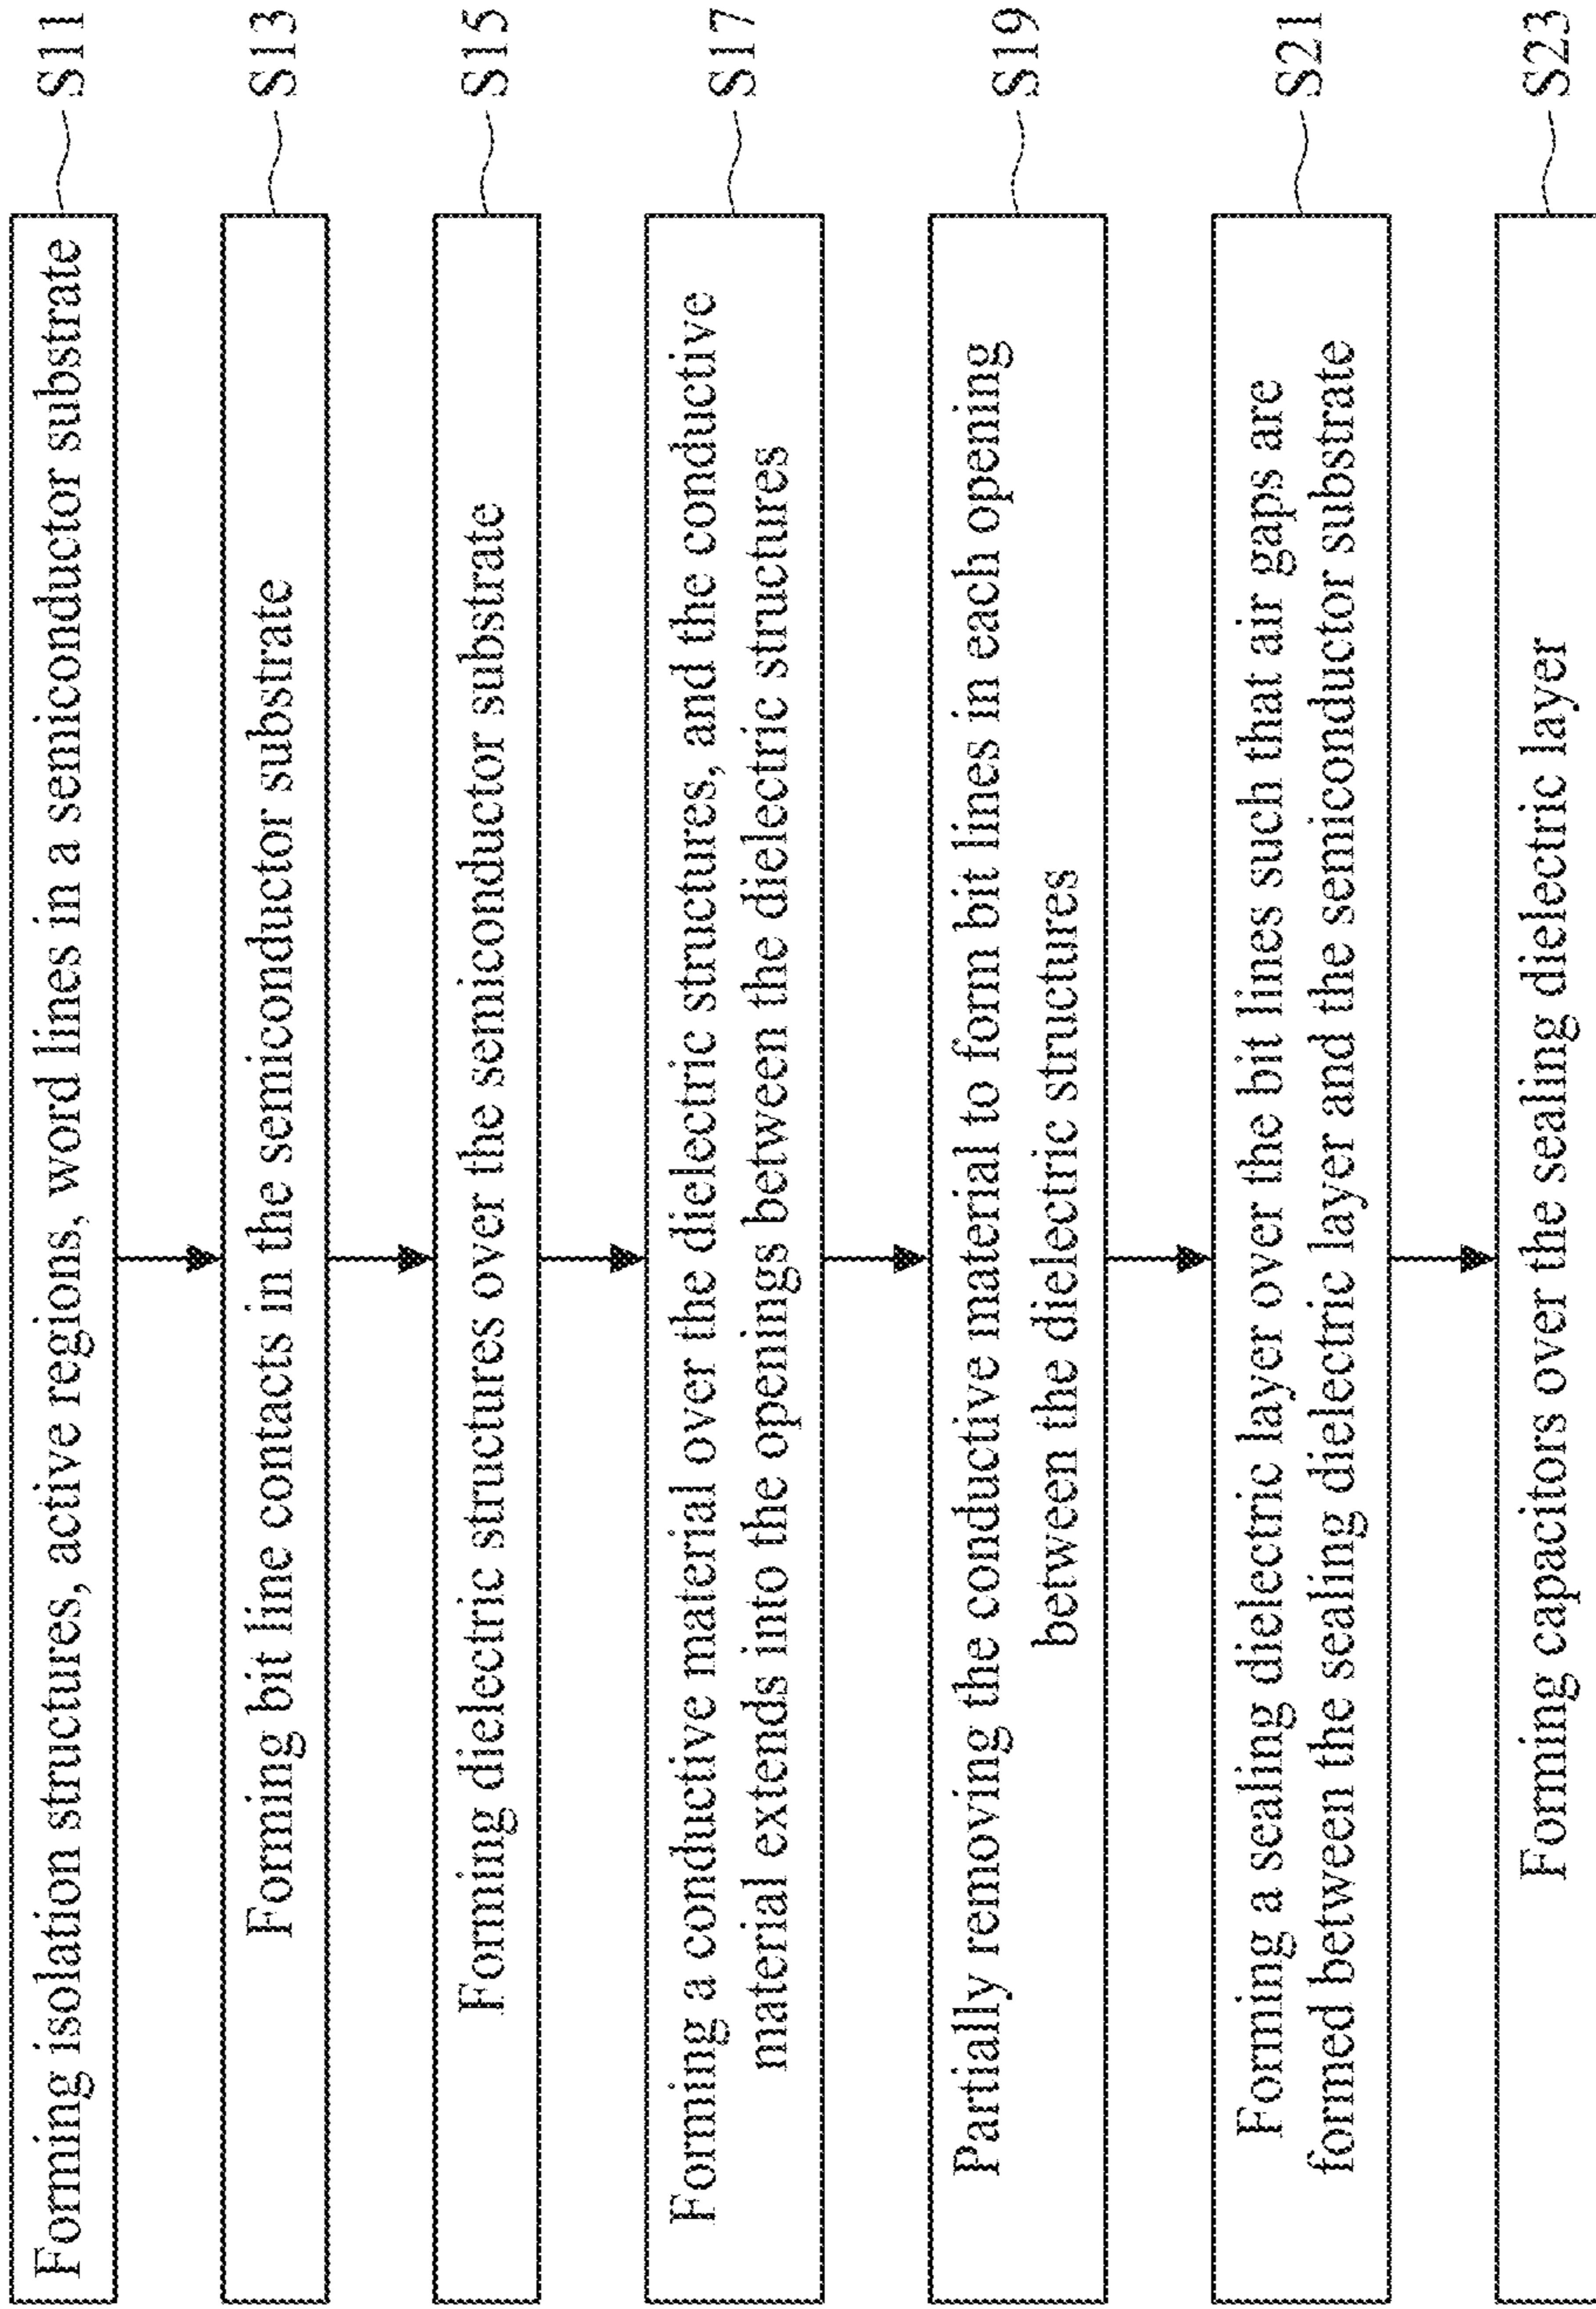 Forming isolation structures, active regions, word lines in a semiconductor substrate
S11
Forming bit line contacts in the semiconductor substrate
S13
Forming dielectric structures over the semiconductor substrate
S15
Forming a conductive material over the dielectric structures, and the conductive
material extends into the openings between the dielectric structures
S17
Partially removing the conductive material to form bit lines in each opening
between the dielectric structures
S19
Forming a sealing dielectric layer over the bit lines such that air gaps are
formed between the sealing dielectric layer and the semiconductor substrate
S21
Forming capacitors over the sealing dielectric layer
S23